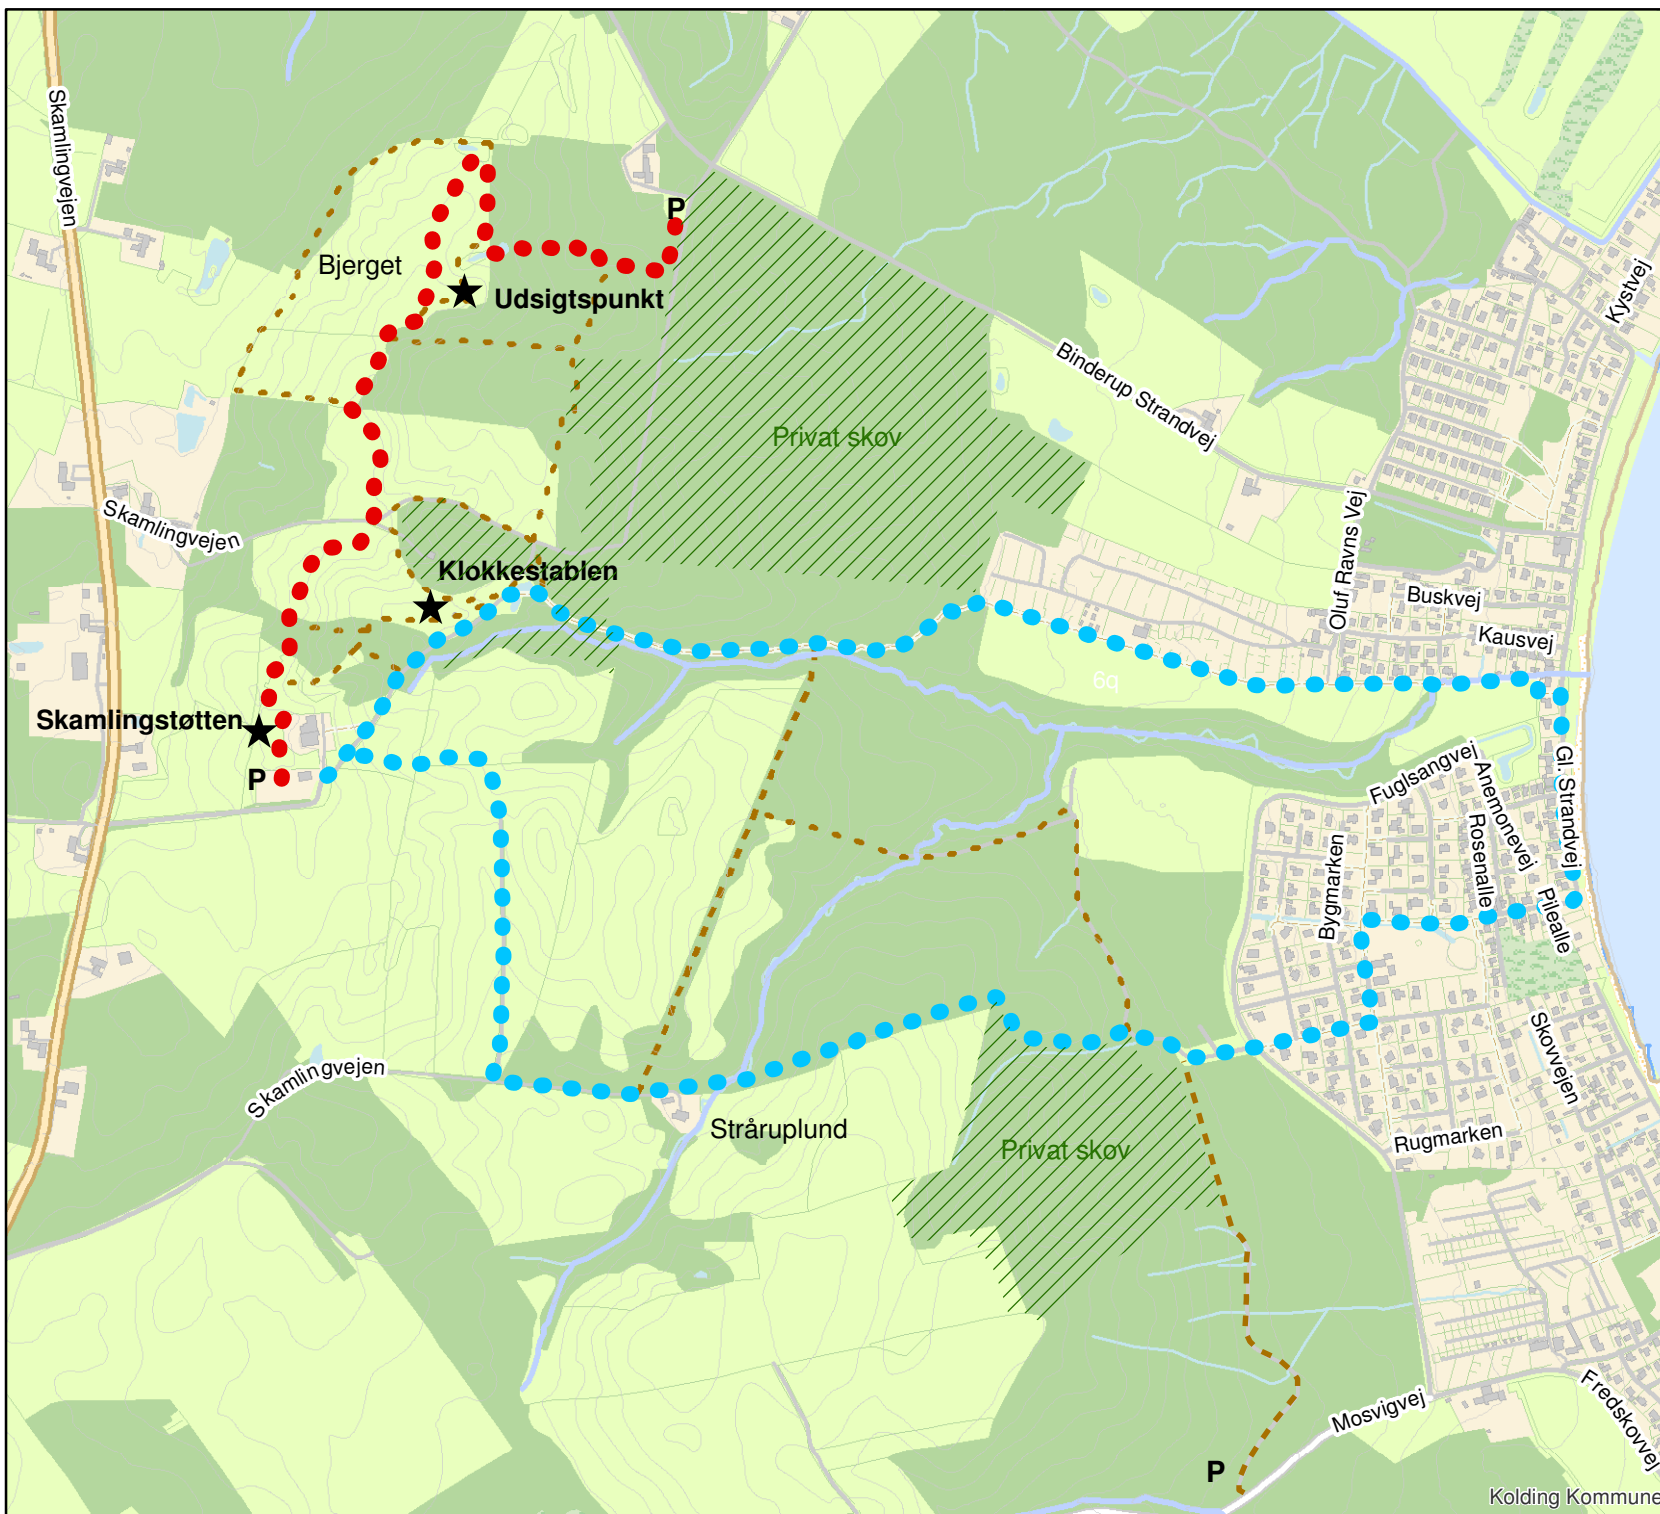 Skamlingvejen
P
Bjerget
Udsigtspunkt
Kystvej
Binderup Strandvej
Privat skov
Skamlingvejen
Oluf Ravns Vej
Klokkestablen
Buskvej
Kausvej
6q
Skamlingstøtten
P
Fuglsangvej
Anemonevej
Gl. Strandvej
Rosenalle
Bygmarken
Pilealle
Skovvejen
Skamlingvejen
Stråruplund
Privat skov
Rugmarken
Mosvigvej
Fredskovvej
P
Kolding Kommune